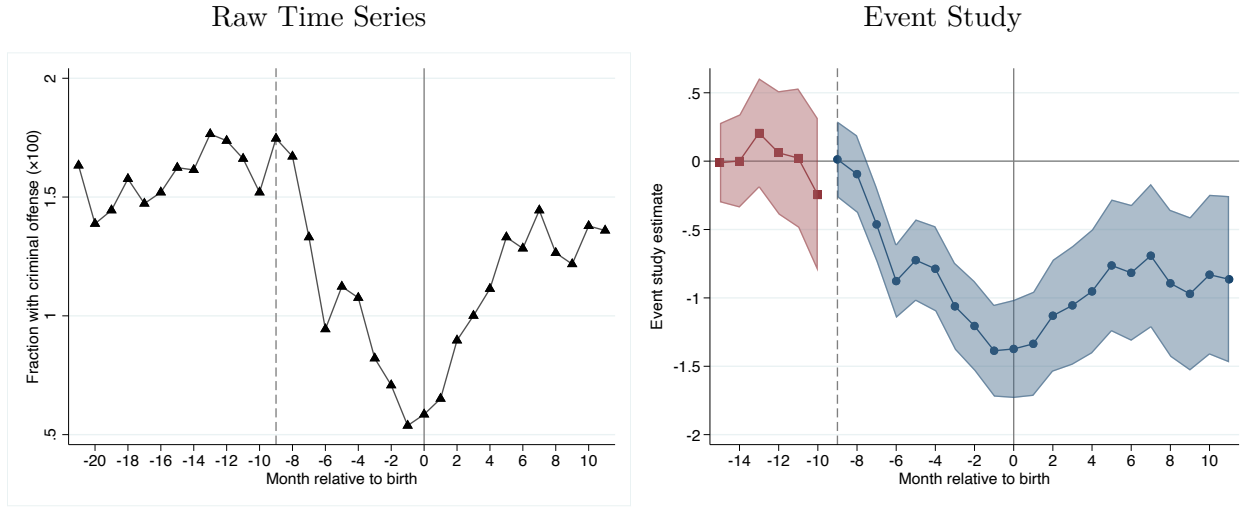 Raw Time Series
Fraction with criminal offense (×100)
2
1.5
1
.5
-20 -18 -16 -14 -12 -10 -8 -6 -4 -2 0 2 4 6 8 10
Month relative to birth
Event Study
Event study estimate
.5
0
-.5
-1
-1.5
-2
-14 -12 -10 -8 -6 -4 -2 0 2 4 6 8 10
Month relative to birth